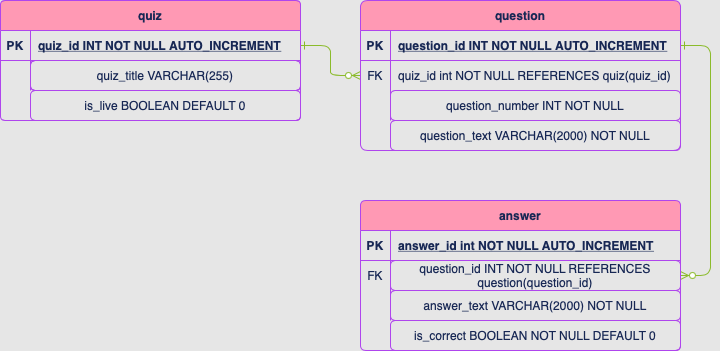 quiz
PK quiz_id INT NOT NULL AUTO_INCREMENT
quiz_title VARCHAR(255)
is_live BOOLEAN DEFAULT 0
question
PK question_id INT NOT NULL AUTO_INCREMENT
FK quiz_id int NOT NULL REFERENCES quiz(quiz_id)
question_number INT NOT NULL
question_text VARCHAR(2000) NOT NULL
answer
PK answer_id int NOT NULL AUTO_INCREMENT
FK question_id INT NOT NULL REFERENCES
question(question_id)
answer_text VARCHAR(2000) NOT NULL
is_correct BOOLEAN NOT NULL DEFAULT 0